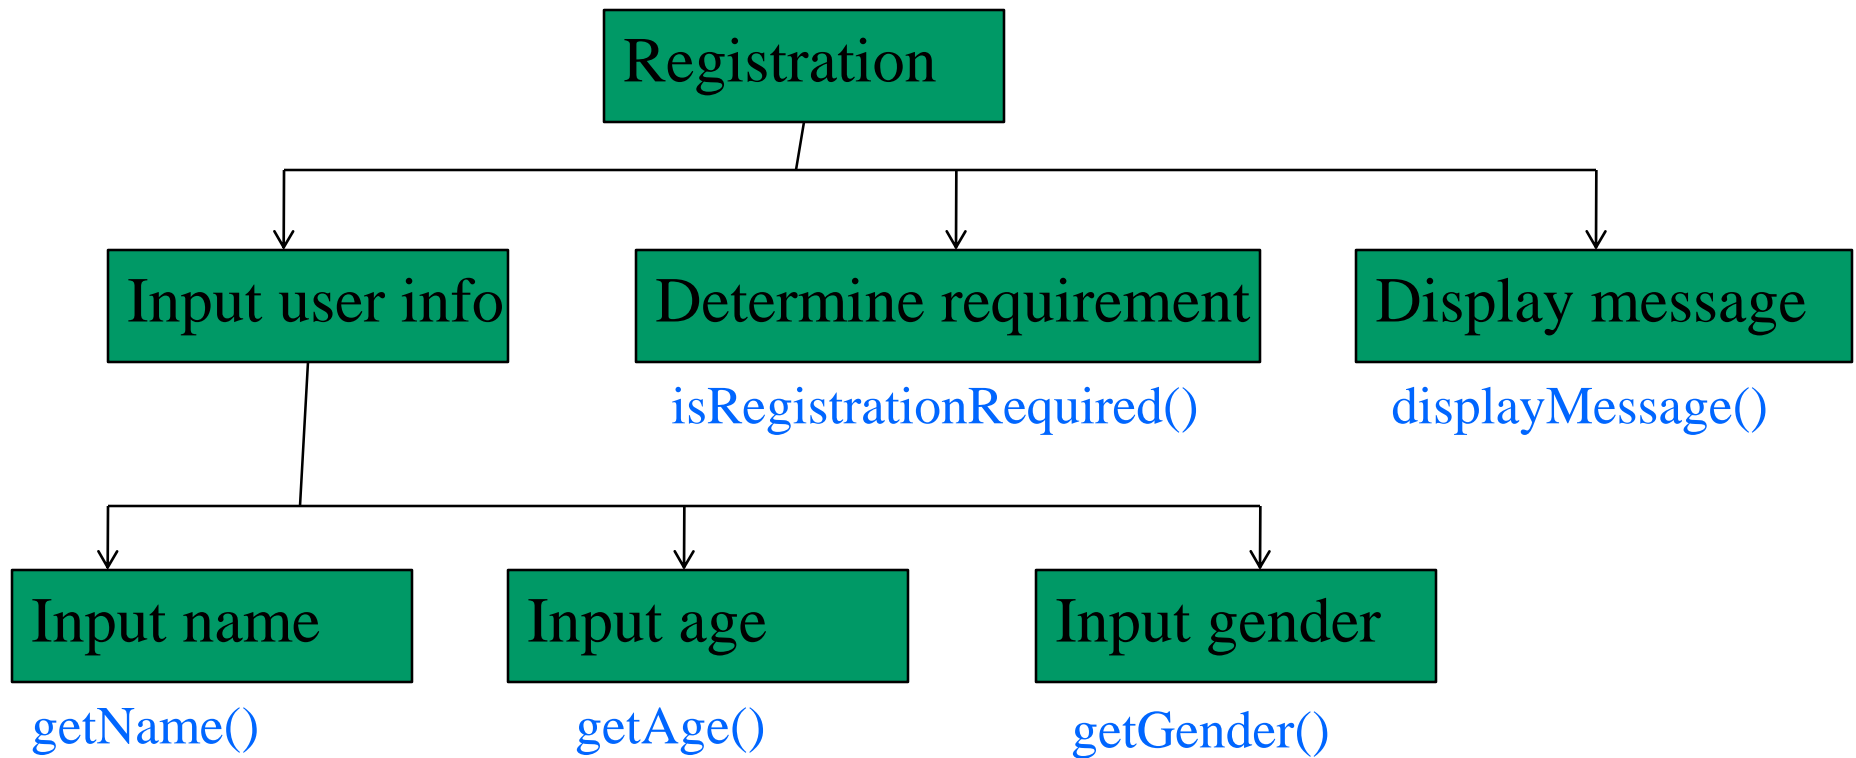 Registration
Input user info
Determine requirement
Display message
isRegistrationRequired()
displayMessage()
Input name
Input age
Input gender
getName()
getAge()
getGender()